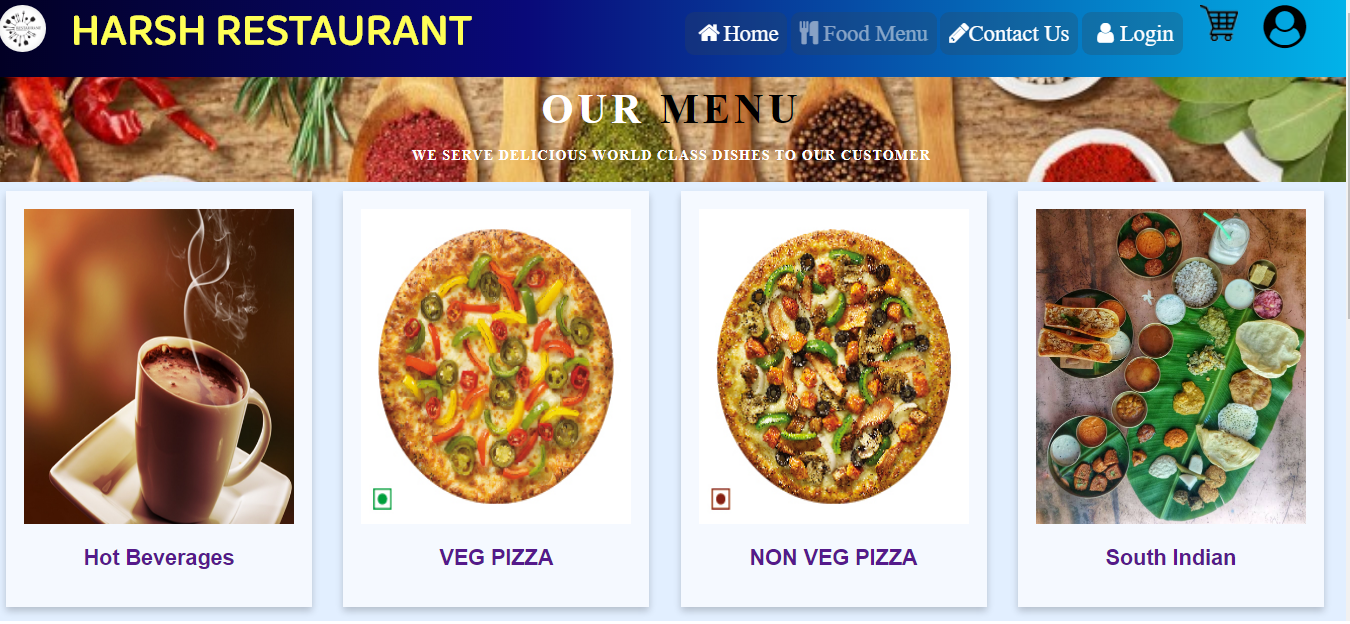 HARSH RESTAURANT
Home
Food Menu
Contact Us
Login
OUR MENU
WE SERVE DELICIOUS WORLD CLASS DISHES TO OUR CUSTOMER
Hot Beverages
VEG PIZZA
NON VEG PIZZA
South Indian